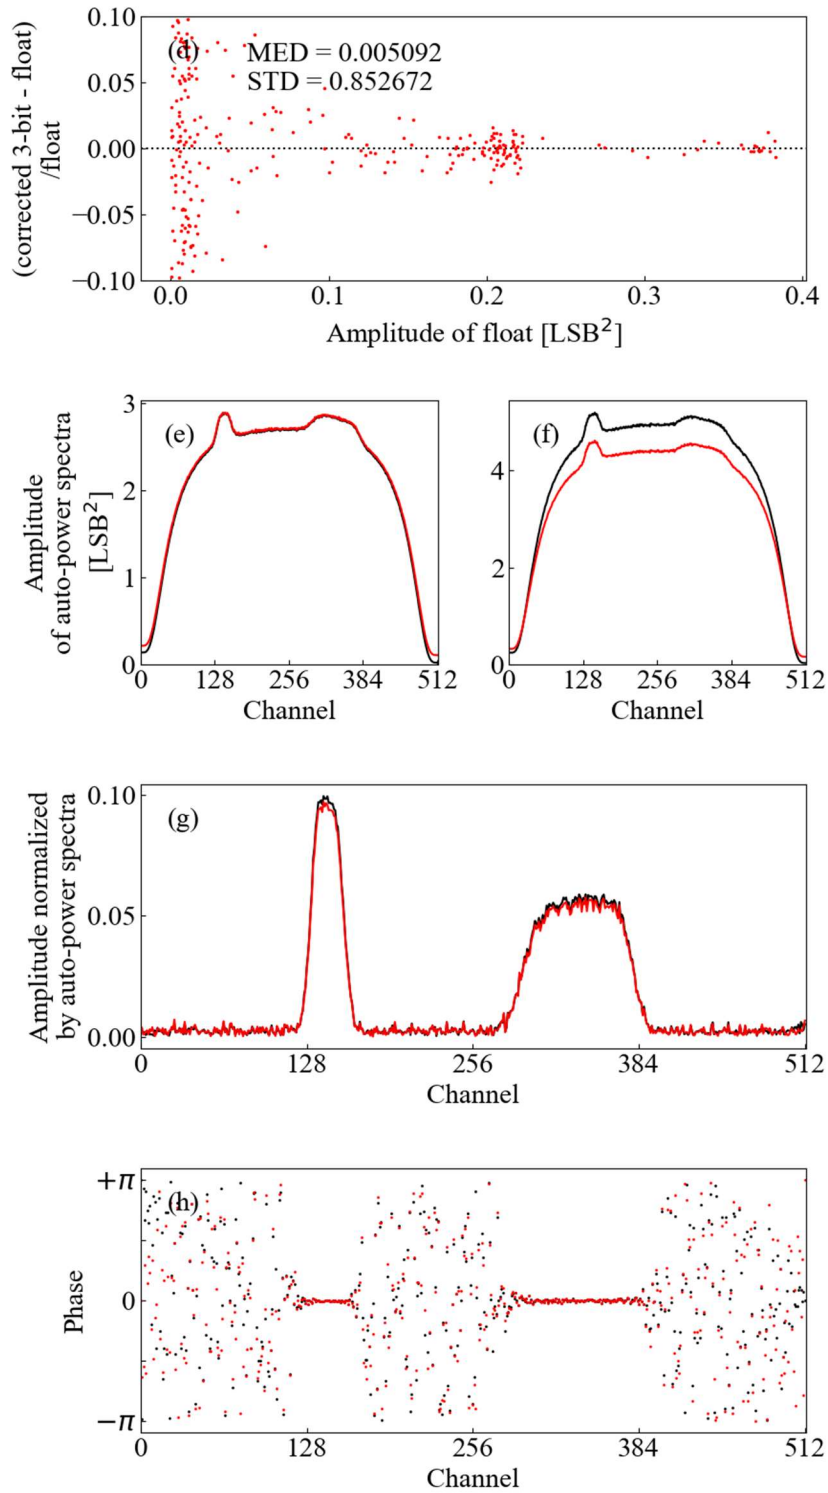 (corrected 3-bit - float)
/float
0.10
0.05
0.00
−0.05
−0.10
(d)
MED = 0.005092
STD = 0.852672
0.0 0.1 0.2 0.3 0.4
Amplitude of float [LSB²]
Amplitude
of auto-power spectra
[LSB²]
3
2
1
0
(e)
0 128 256 384 512
Channel
4
2
0
(f)
0 128 256 384 512
Channel
Amplitude normalized
by auto-power spectra
0.10
0.05
0.00
(g)
0 128 256 384 512
Channel
Phase
+π
0
−π
(h)
0 128 256 384 512
Channel